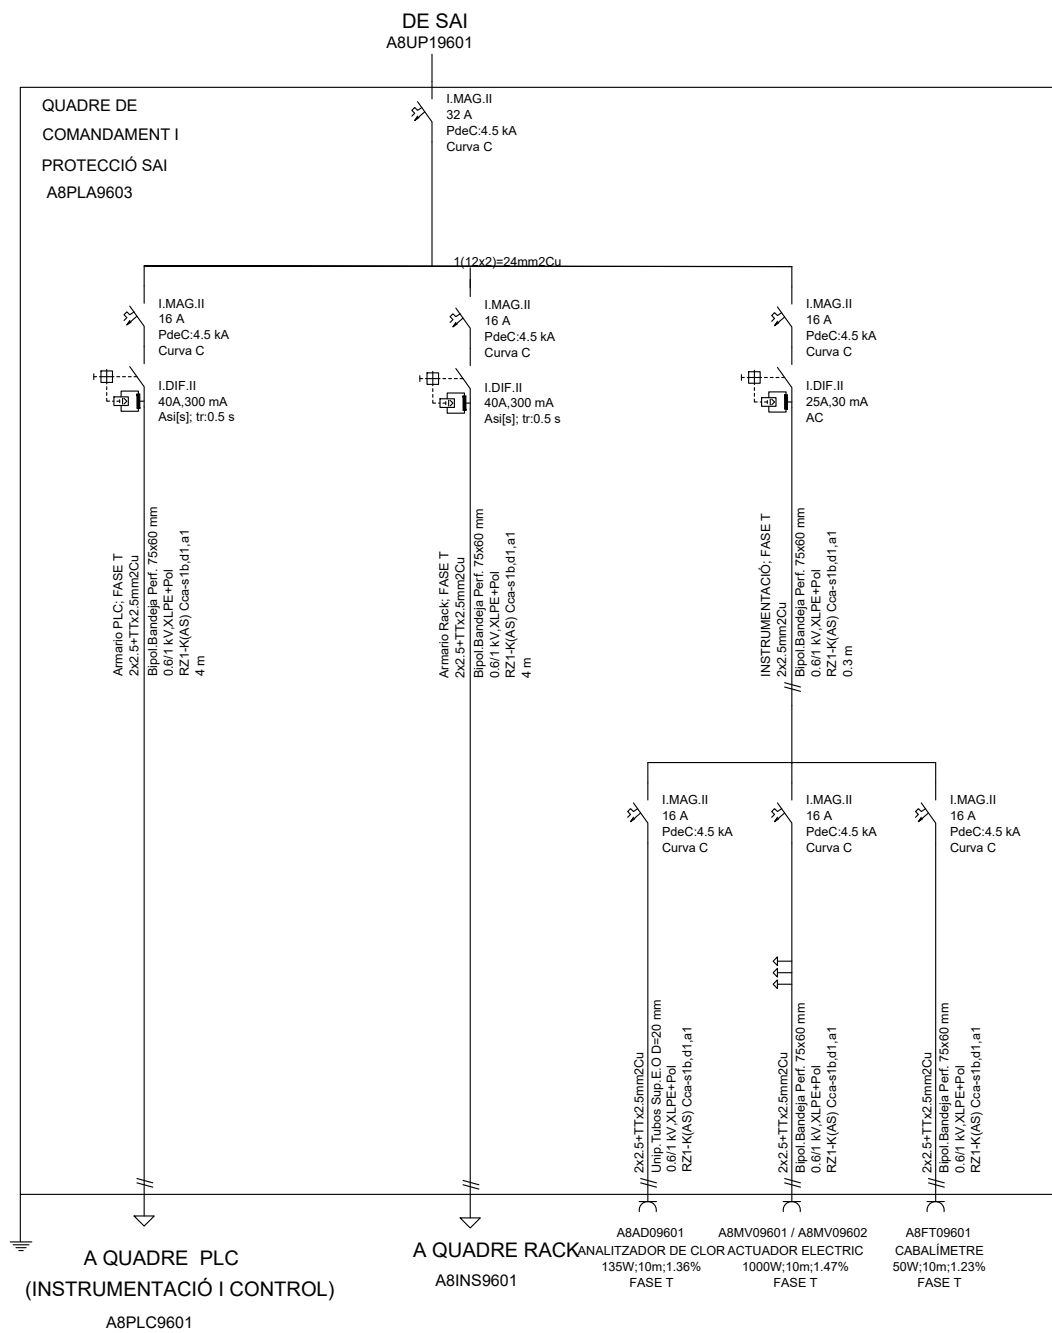 DE SAI
A8UP19601
QUADRE DE
COMANDAMENT I
PROTECCIÓ SAI
A8PLA9603
I.MAG.II
32 A
PdeC:4.5 kA
Curva C
1(12x2)=24mm2Cu
I.MAG.II
16 A
PdeC:4.5 kA
Curva C
I.DIF.II
40A,300 mA
Asi[s]; tr:0.5 s
I.MAG.II
16 A
PdeC:4.5 kA
Curva C
I.DIF.II
40A,300 mA
Asi[s]; tr:0.5 s
I.MAG.II
16 A
PdeC:4.5 kA
Curva C
I.DIF.II
25A,30 mA
AC
Armario PLC; FASE T
2x2.5+TTx2.5mm2Cu
Bipol.Bandeja Perf. 75x60 mm
0.6/1 kV,XLPE+Pol
RZ1-K(AS) Cca-s1b,d1,a1
4 m
Armario Rack; FASE T
2x2.5+TTx2.5mm2Cu
Bipol.Bandeja Perf. 75x60 mm
0.6/1 kV,XLPE+Pol
RZ1-K(AS) Cca-s1b,d1,a1
4 m
INSTRUMENTACIÓ; FASE T
2x2.5mm2Cu
Bipol.Bandeja Perf. 75x60 mm
0.6/1 kV,XLPE+Pol
RZ1-K(AS) Cca-s1b,d1,a1
0.3 m
I.MAG.II
16 A
PdeC:4.5 kA
Curva C
I.MAG.II
16 A
PdeC:4.5 kA
Curva C
I.MAG.II
16 A
PdeC:4.5 kA
Curva C
2x2.5+TTx2.5mm2Cu
Unip.Tubos Sup.E.O D=20 mm
0.6/1 kV,XLPE+Pol
RZ1-K(AS) Cca-s1b,d1,a1
2x2.5+TTx2.5mm2Cu
Bipol.Bandeja Perf. 75x60 mm
0.6/1 kV,XLPE+Pol
RZ1-K(AS) Cca-s1b,d1,a1
2x2.5+TTx2.5mm2Cu
Bipol.Bandeja Perf. 75x60 mm
0.6/1 kV,XLPE+Pol
RZ1-K(AS) Cca-s1b,d1,a1
A QUADRE PLC
(INSTRUMENTACIÓ I CONTROL)
A8PLC9601
A QUADRE RACK
A8INS9601
A8AD09601
ANALITZADOR DE CLOR
135W;10m;1.36%
FASE T
A8MV09601 / A8MV09602
ACTUADOR ELECTRIC
1000W;10m;1.47%
FASE T
A8FT09601
CABALÍMETRE
50W;10m;1.23%
FASE T